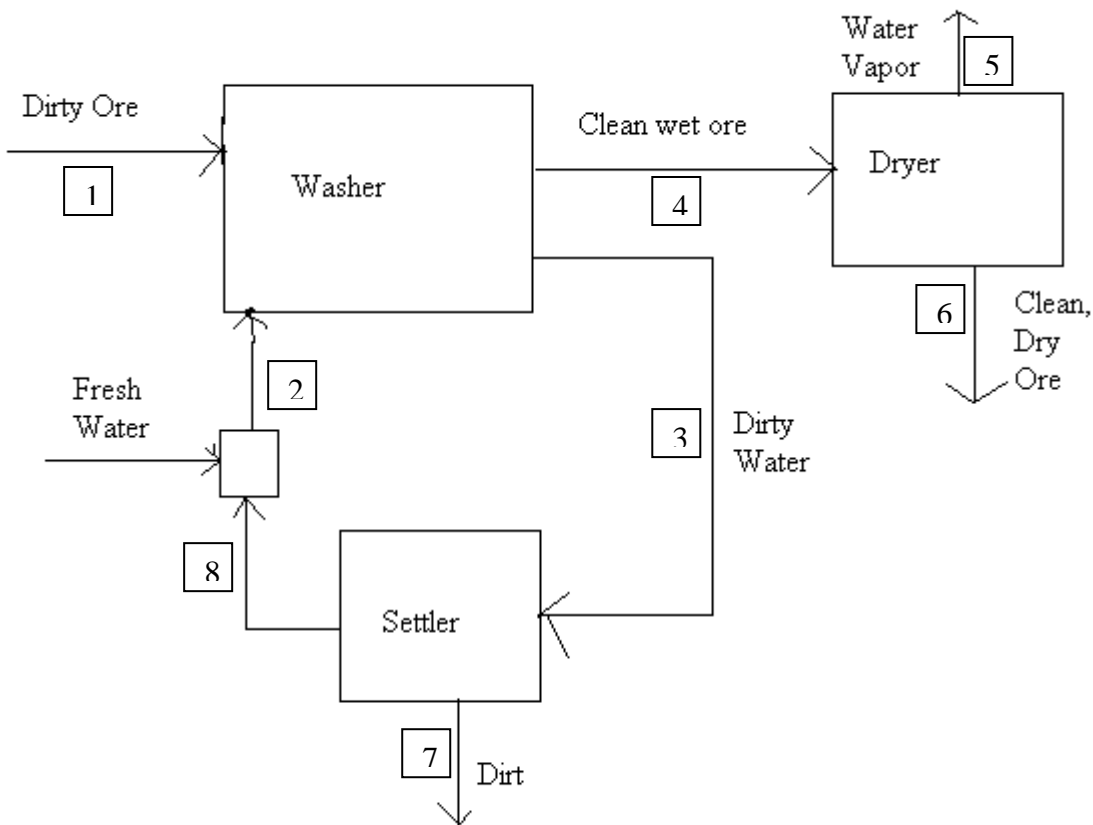 Dirty Ore
1
Washer
Clean wet ore
4
Water
Vapor
5
Dryer
6
Clean,
Dry
Ore
2
Fresh
Water
3
Dirty
Water
8
Settler
7
Dirt